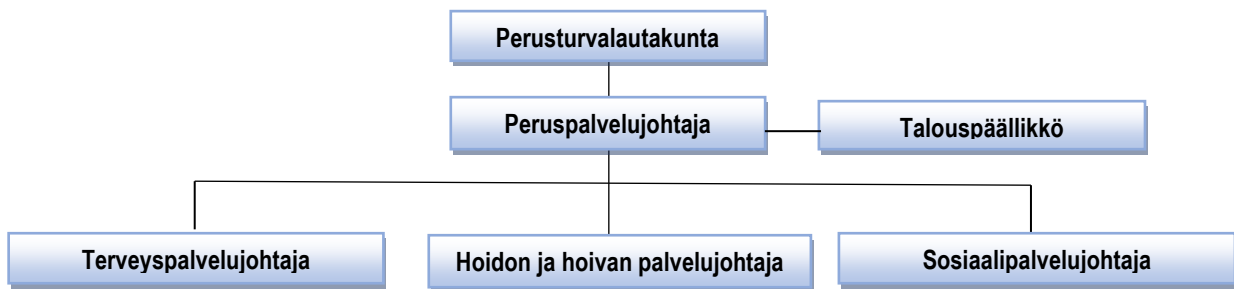 Perusturvalautakunta
Peruspalvelujohtaja
Talouspäällikkö
Terveyspalvelujohtaja
Hoidon ja hoivan palvelujohtaja
Sosiaalipalvelujohtaja